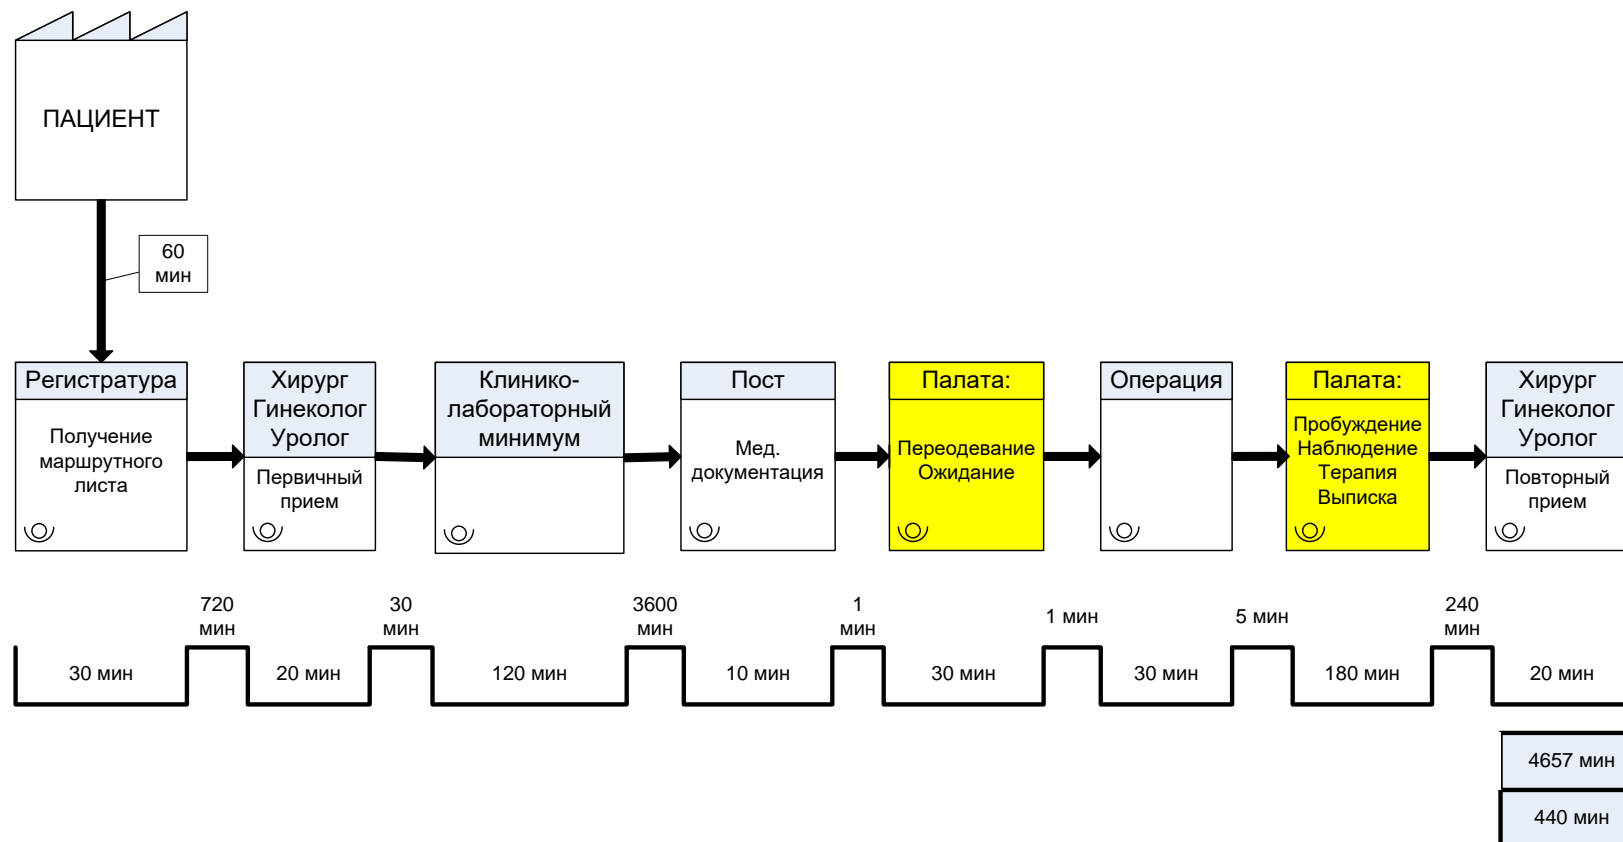 ПАЦИЕНТ
60
мин
Регистратура
Получение
маршрутного
листа
Хирург
Гинеколог
Уролог
Первичный
прием
Клинико-
лабораторный
минимум
Пост
Мед.
документация
Палата:
Переодевание
Ожидание
Операция
Палата:
Пробуждение
Наблюдение
Терапия
Выписка
Хирург
Гинеколог
Уролог
Повторный
прием
720
мин
30
мин
3600
мин
1
мин
1 мин
5 мин
240
мин
30 мин
20 мин
120 мин
10 мин
30 мин
30 мин
180 мин
20 мин
4657 мин
440 мин